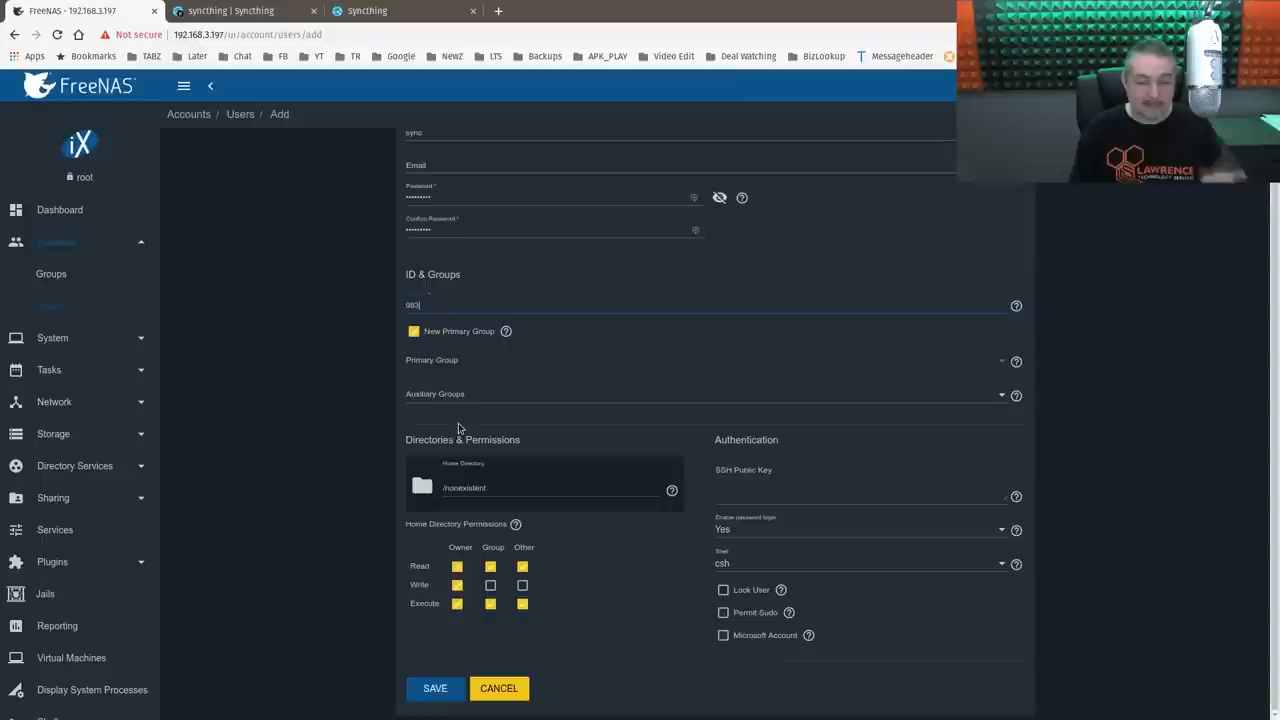 FreeNAS - 192.168.3.197
syncthing | Syncthing
syncthing
Not secure
192.168.3.197/ui/account/users/add
Apps
Bookmarks
TABZ
Later
Chat
FB
YT
TR
Google
NewZ
LTS
Backups
APK_PLAY
Video Edit
Deal Watching
BizLookup
Messageheader
FreeNAS
Accounts / Users / Add
LAWRENCE
TECHNOLOGY SERVICES
iX
root
Dashboard
Groups
System
Tasks
Network
Storage
Directory Services
Sharing
Services
Plugins
Jails
Reporting
Virtual Machines
Display System Processes
sync
Email
Password *
Confirm Password *
ID & Groups
983
New Primary Group
Primary Group
Auxiliary Groups
Directories & Permissions
Home Directory
/nonexistent
Home Directory Permissions
Owner Group Other
Read
Write
Execute
Authentication
SSH Public Key
Enable password login
Yes
Shell
csh
Lock User
Permit Sudo
Microsoft Account
SAVE
CANCEL